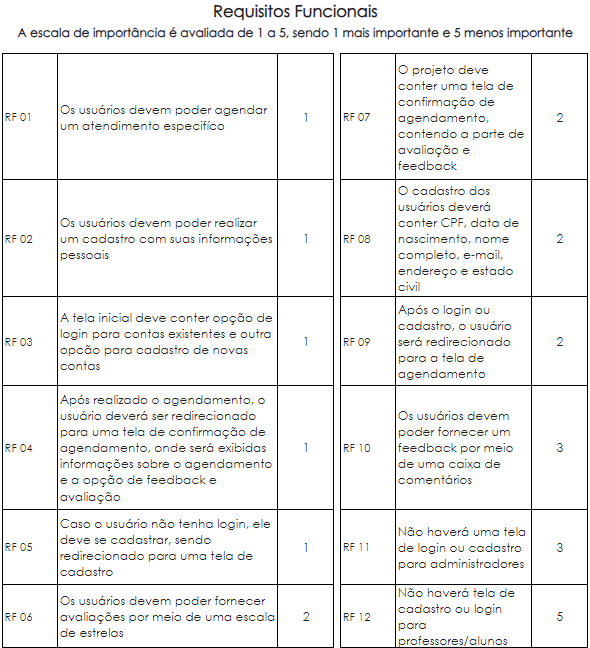 Requisitos Funcionais
A escala de importância é avaliada de 1 a 5, sendo 1 mais importante e 5 menos importante
RF 01
Os usuários devem poder agendar
um atendimento especifíco
1
RF 02
Os usuários devem poder realizar
um cadastro com suas informações
pessoais
1
RF 03
A tela inicial deve conter opção de
login para contas existentes e outra
opcão para cadastro de novas
contas
1
RF 04
Após realizado o agendamento, o
usuário deverá ser redirecionado
para uma tela de confirmação de
agendamento, onde será exibidas
informações sobre o agendamento
e a opção de feedback e
avaliação
1
RF 05
Caso o usuário não tenha login, ele
deve se cadastrar, sendo
redirecionado para uma tela de
cadastro
1
RF 06
Os usuários devem poder fornecer
avaliações por meio de uma escala
de estrelas
2
RF 07
O projeto deve
conter uma tela de
confirmação de
agendamento,
contendo a parte de
avaliação e
feedback
2
RF 08
O cadastro dos
usuários deverá
conter CPF, data de
nascimento, nome
completo, e-mail,
endereço e estado
civil
2
RF 09
Após o login ou
cadastro, o usuário
será redirecionado
para a tela de
agendamento
2
RF 10
Os usuários devem
poder fornecer um
feedback por meio
de uma caixa de
comentários
3
RF 11
Não haverá uma tela
de login ou cadastro
para administradores
3
RF 12
Não haverá tela de
cadastro ou login
para
professores/alunos
5